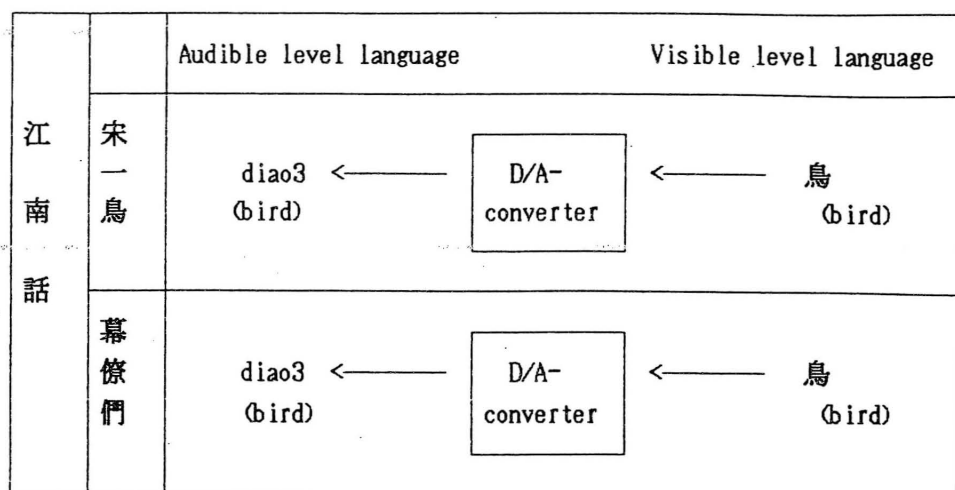 Audible level language Visible level language
江南話
宋一鳥
diao3 <—— D/A- <—— 鳥
(bird) converter (bird)
幕僚們
diao3 <—— D/A- <—— 鳥
(bird) converter (bird)